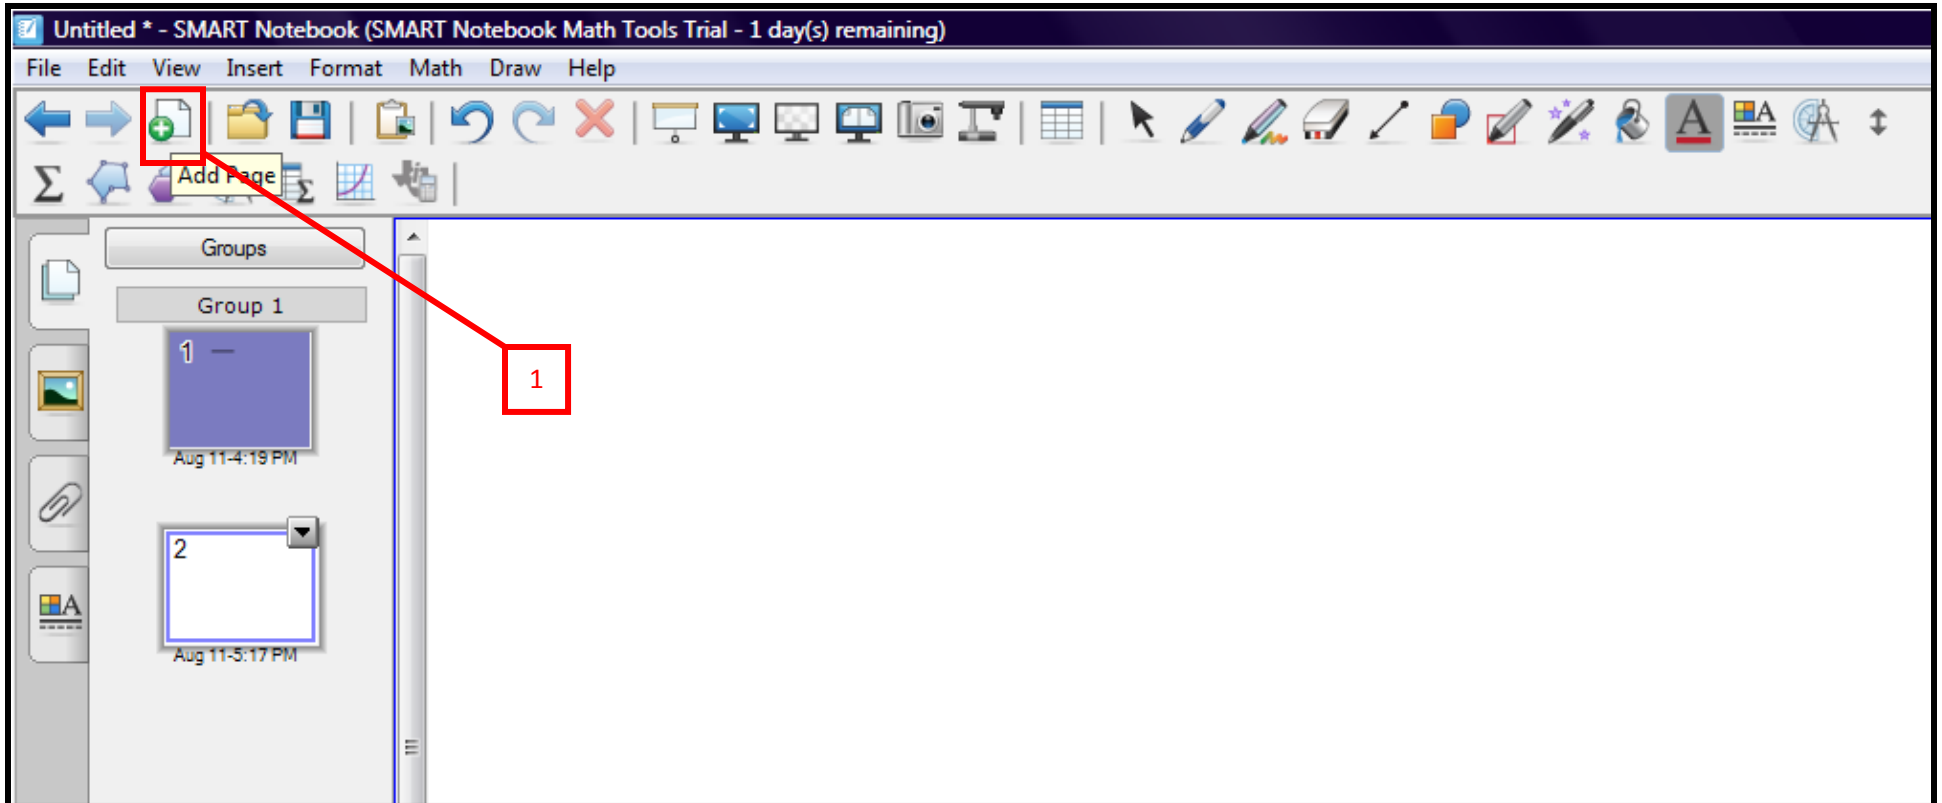 Untitled * - SMART Notebook (SMART Notebook Math Tools Trial - 1 day(s) remaining)
File Edit View Insert Format Math Draw Help
Add Page
Groups
Group 1
1
Aug 11-4:19 PM
1
2
Aug 11-5:17 PM